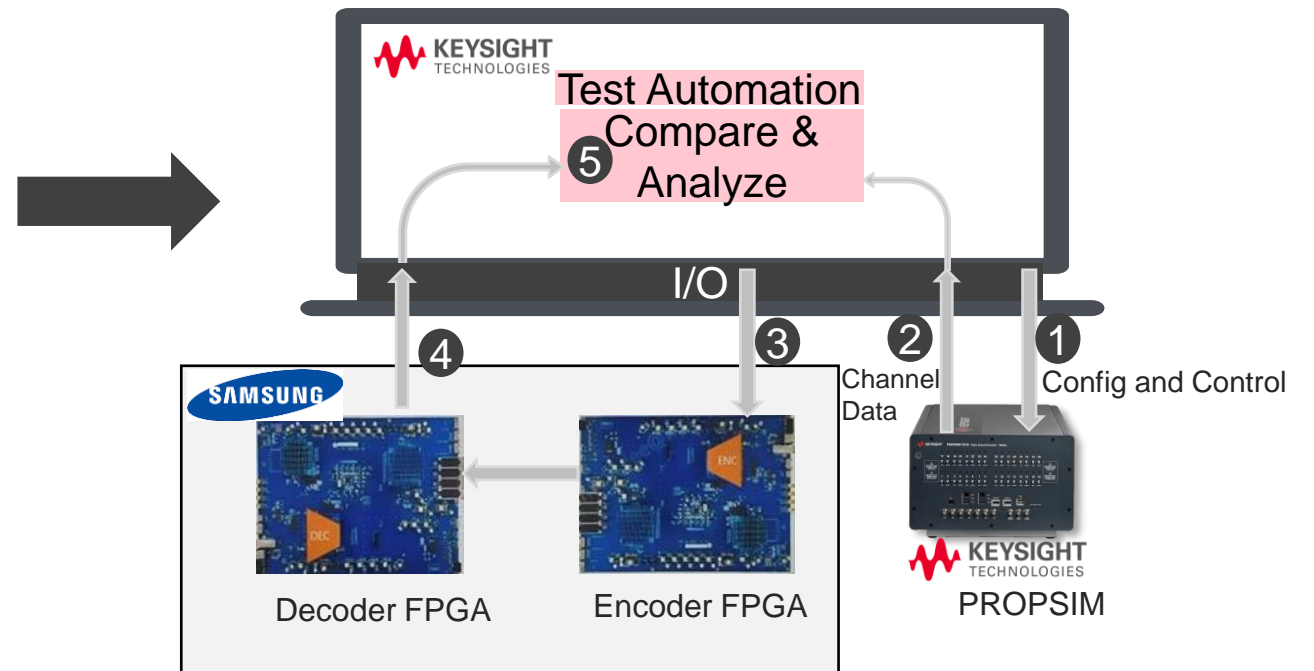 KEYSIGHT
TECHNOLOGIES
Test Automation
Compare &
5
Analyze
I/O
4
3
2
1
Channel
Data
Config and Control
SAMSUNG
ENC
DEC
KEYSIGHT
TECHNOLOGIES
Decoder FPGA
Encoder FPGA
PROPSIM